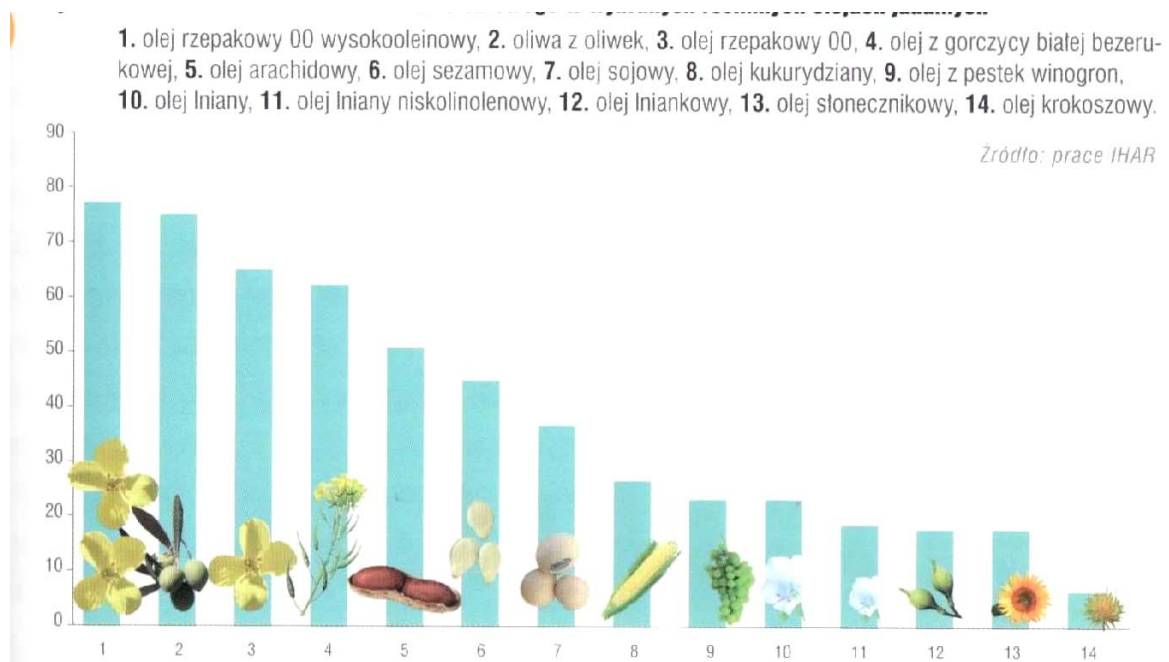 1. olej rzepakowy 00 wysokooleinowy, 2. oliwa z oliwek, 3. olej rzepakowy 00, 4. olej z gorczycy białej bezeru-
kowej, 5. olej arachidowy, 6. olej sezamowy, 7. olej sojowy, 8. olej kukurydziany, 9. olej z pestek winogron,
10. olej lniany, 11. olej lniany niskolinolenowy, 12. olej lniankowy, 13. olej słonecznikowy, 14. olej krokoszowy.
Źródło: prace IHAR
90
80
70
60
50
40
30
20
10
0
1 2 3 4 5 6 7 8 9 10 11 12 13 14